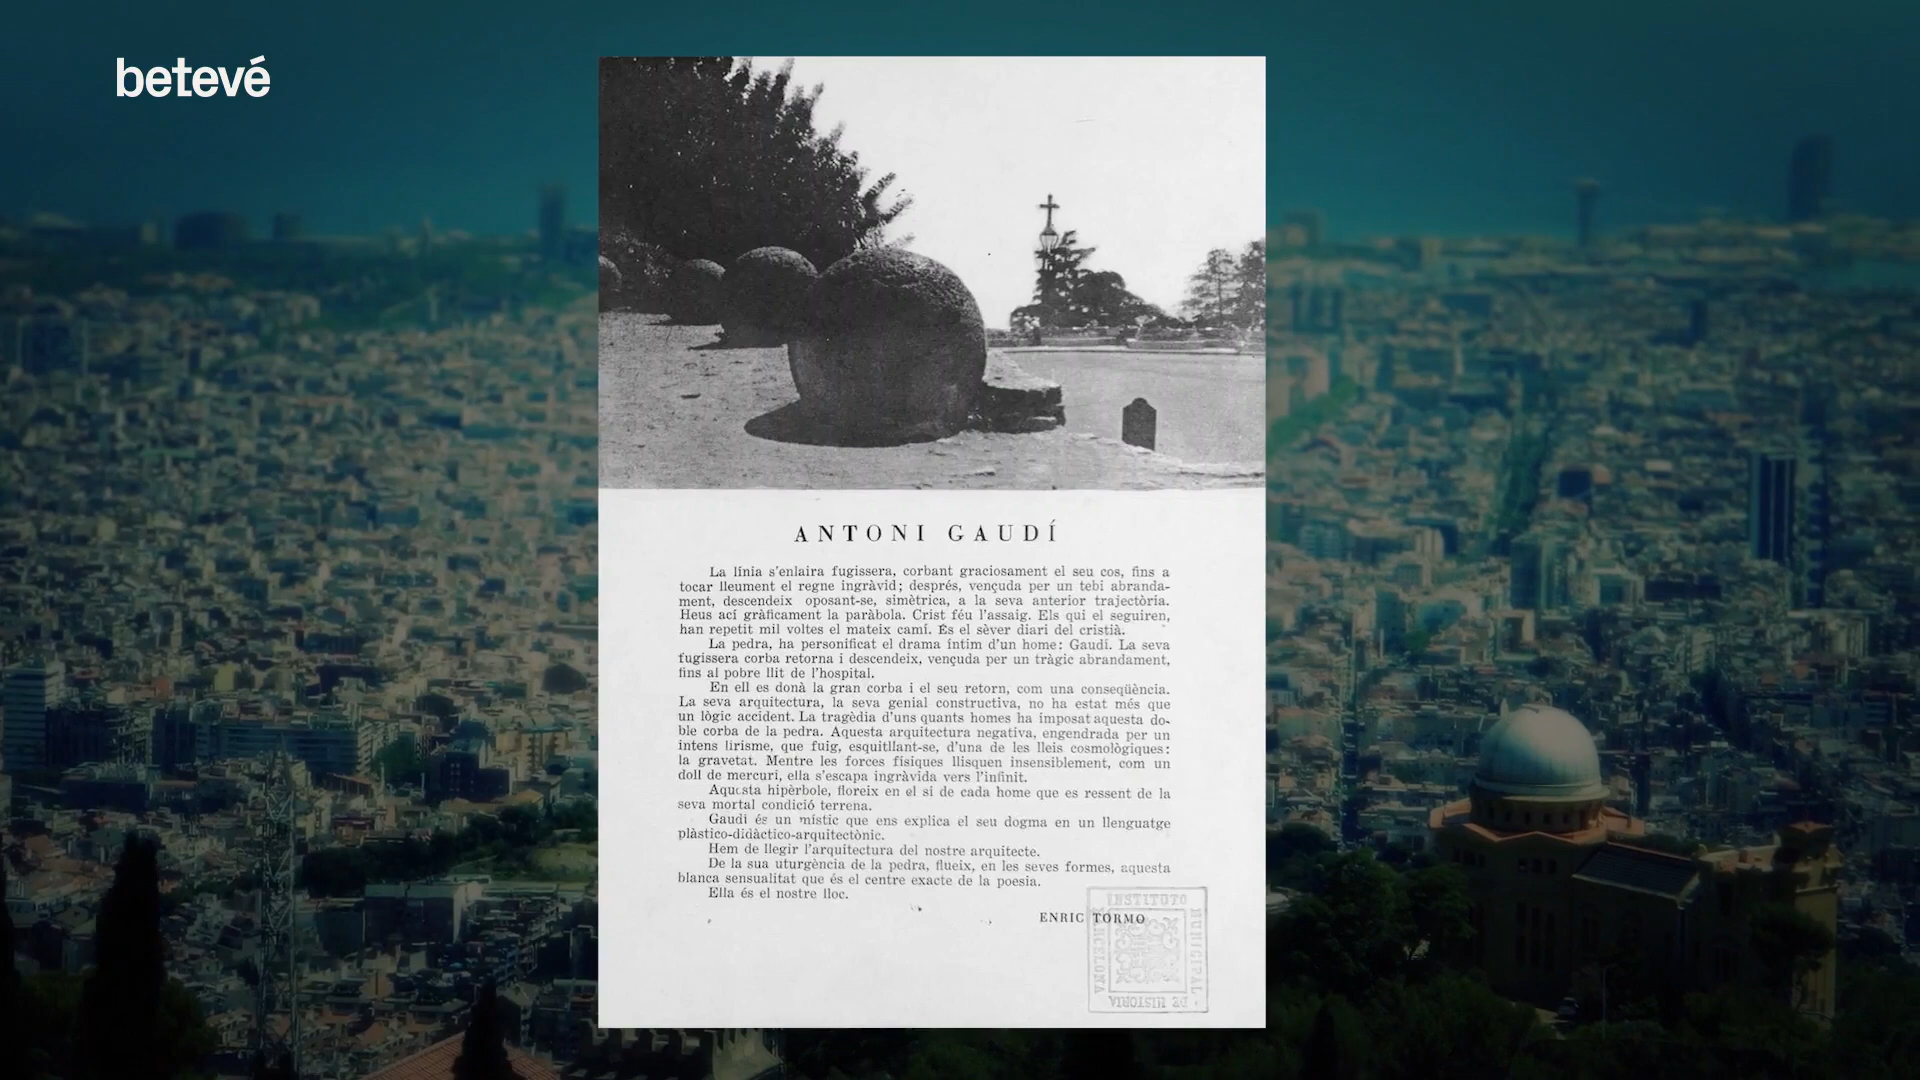 betevé
ANTONI GAUDÍ
La línia s'enlaira fugissera, corbant graciosament el seu cos, fins a
tocar lleument el regne ingràvid; després, vençuda per un tebi abranda-
ment, descendeix oposant-se, simètrica, a la seva anterior trajectòria.
Heus ací gràficament la paràbola. Crist féu l'assaig. Els qui el seguiren,
han repetit mil voltes el mateix camí. És el sèver diari del cristià.
La pedra, ha personificat el drama íntim d'un home: Gaudí. La seva
fugissera corba retorna i descendeix, vençuda per un tràgic abrandament,
fins al pobre llit de l'hospital.
En ell es donà la gran corba i el seu retorn, com una conseqüència.
La seva arquitectura, la seva genial constructiva, no ha estat més que
un lògic accident. La tragèdia d'uns quants homes ha imposat aquesta do-
ble corba de la pedra. Aquesta arquitectura negativa, engendrada per un
intens lirisme, que fuig, esquitllant-se, d'una de les lleis cosmològiques:
la gravetat. Mentre les forces físiques llisquen insensiblement, com un
doll de mercuri, ella s'escapa ingràvida vers l'infinit.
Aquesta hipèrbole, floreix en el si de cada home que es ressent de la
seva mortal condició terrena.
Gaudí és un místic que ens explica el seu dogma en un llenguatge
plàstico-didàctico-arquitectònic.
Hem de llegir l'arquitectura del nostre arquitecte.
De la sua uturgència de la pedra, flueix, en les seves formes, aquesta
blanca sensualitat que és el centre exacte de la poesia.
Ella és el nostre lloc.
ENRIC TORMO
INSTITUTO
MUNICIPAL
DE HISTORIA
BARCELONA